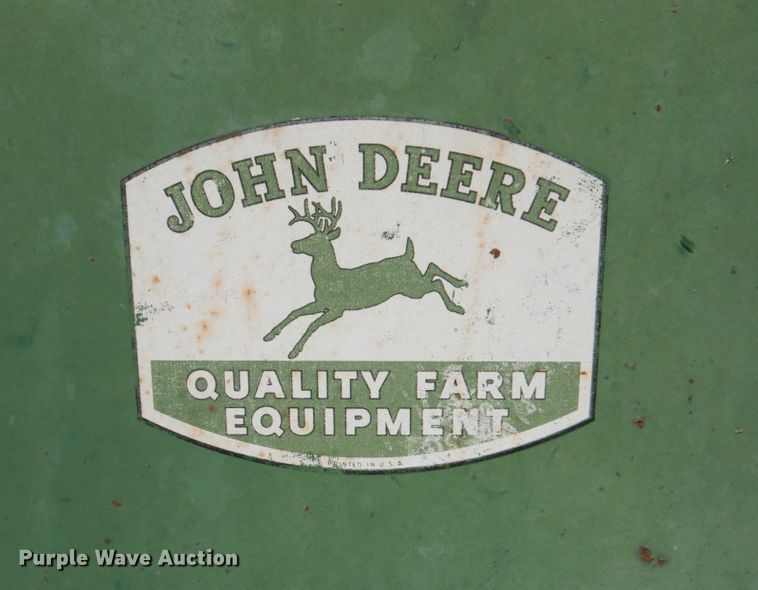 JOHN DEERE
QUALITY FARM
EQUIPMENT
PRINTED IN U.S.A.
Purple Wave Auction